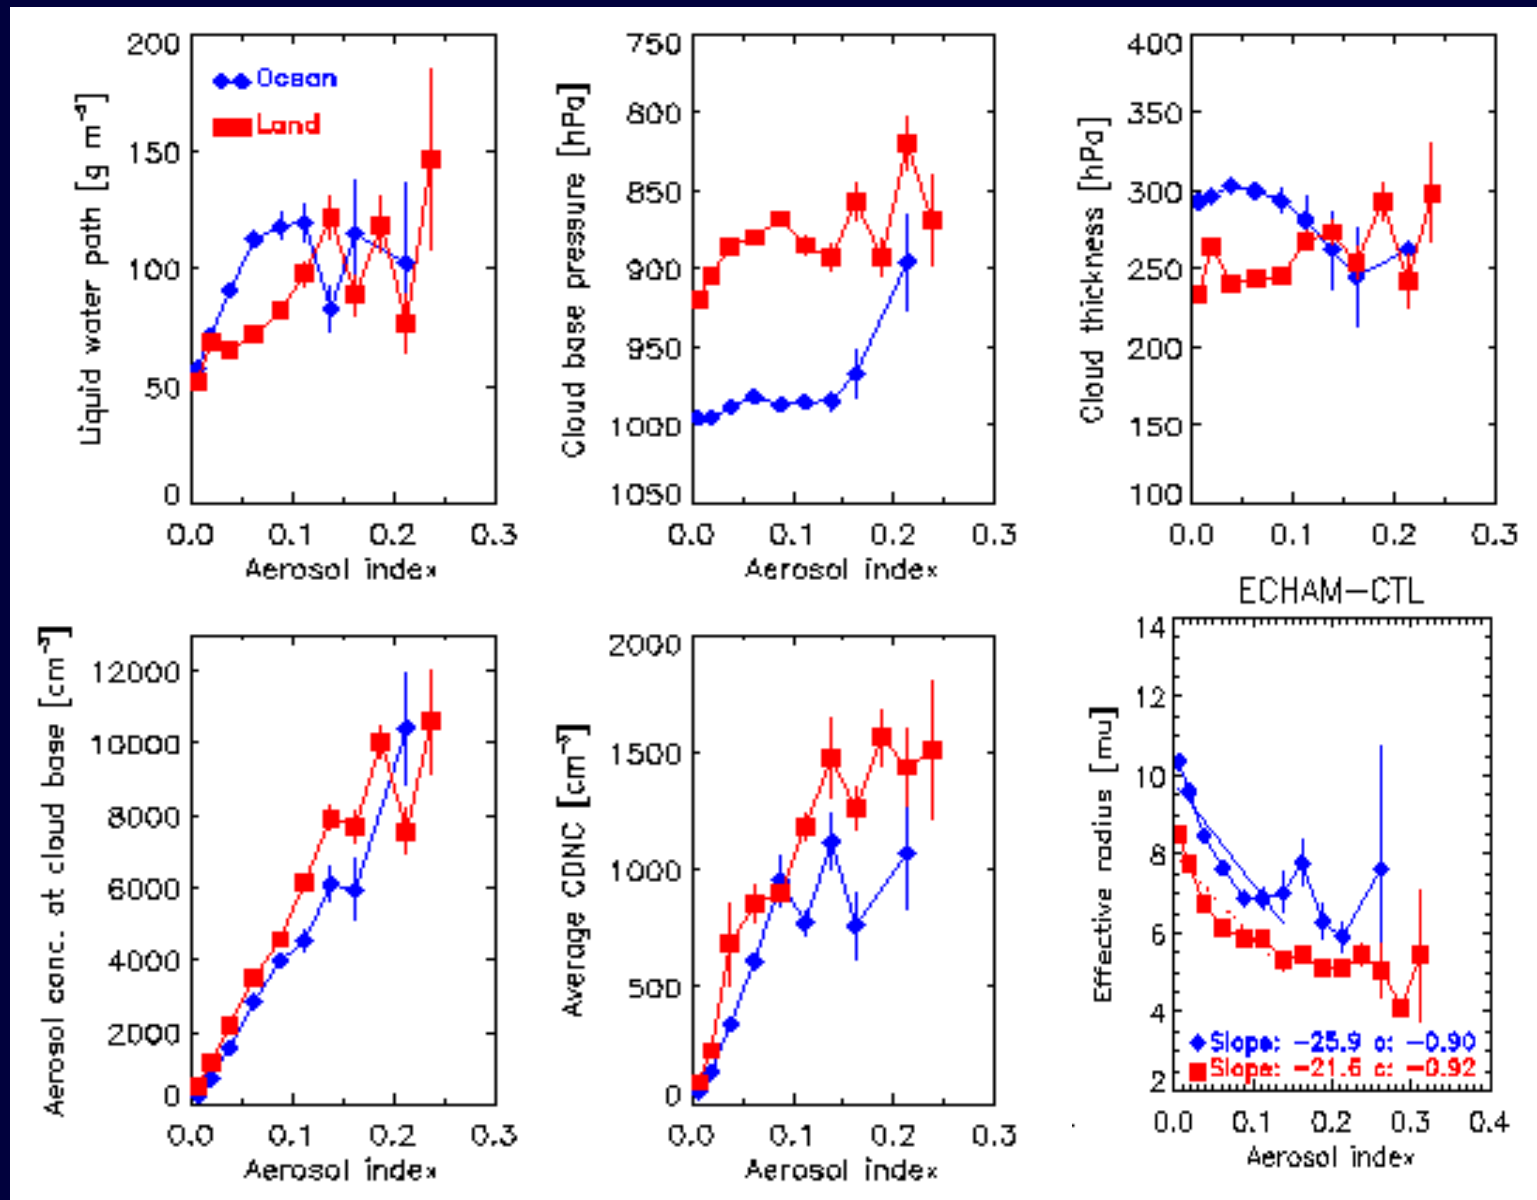 200
150
100
50
0
Ocean
Land
Liquid water path [g m⁻²]
0.0 0.1 0.2 0.3
Aerosol index
750
800
850
900
950
1000
1050
Cloud base pressure [hPa]
0.0 0.1 0.2 0.3
Aerosol index
400
350
300
250
200
150
100
Cloud thickness [hPa]
0.0 0.1 0.2 0.3
Aerosol index
12000
10000
8000
6000
4000
2000
0
Aerosol conc. at cloud base [cm⁻³]
0.0 0.1 0.2 0.3
Aerosol index
2000
1500
1000
500
0
Average CDNC [cm⁻³]
0.0 0.1 0.2 0.3
Aerosol index
ECHAM-CTL
14
12
10
8
6
4
2
Effective radius [mu]
Slope: -25.9 c: -0.90
Slope: -21.6 c: -0.92
0.0 0.1 0.2 0.3 0.4
Aerosol index